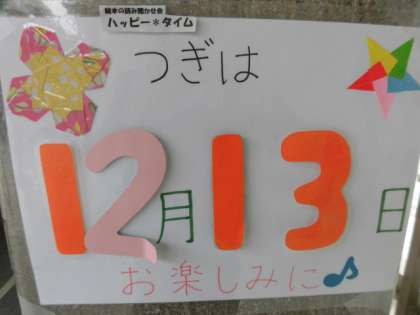 絵本の読み聞かせ会
ハッピー＊タイム
つぎは
12月13日
お楽しみに♪